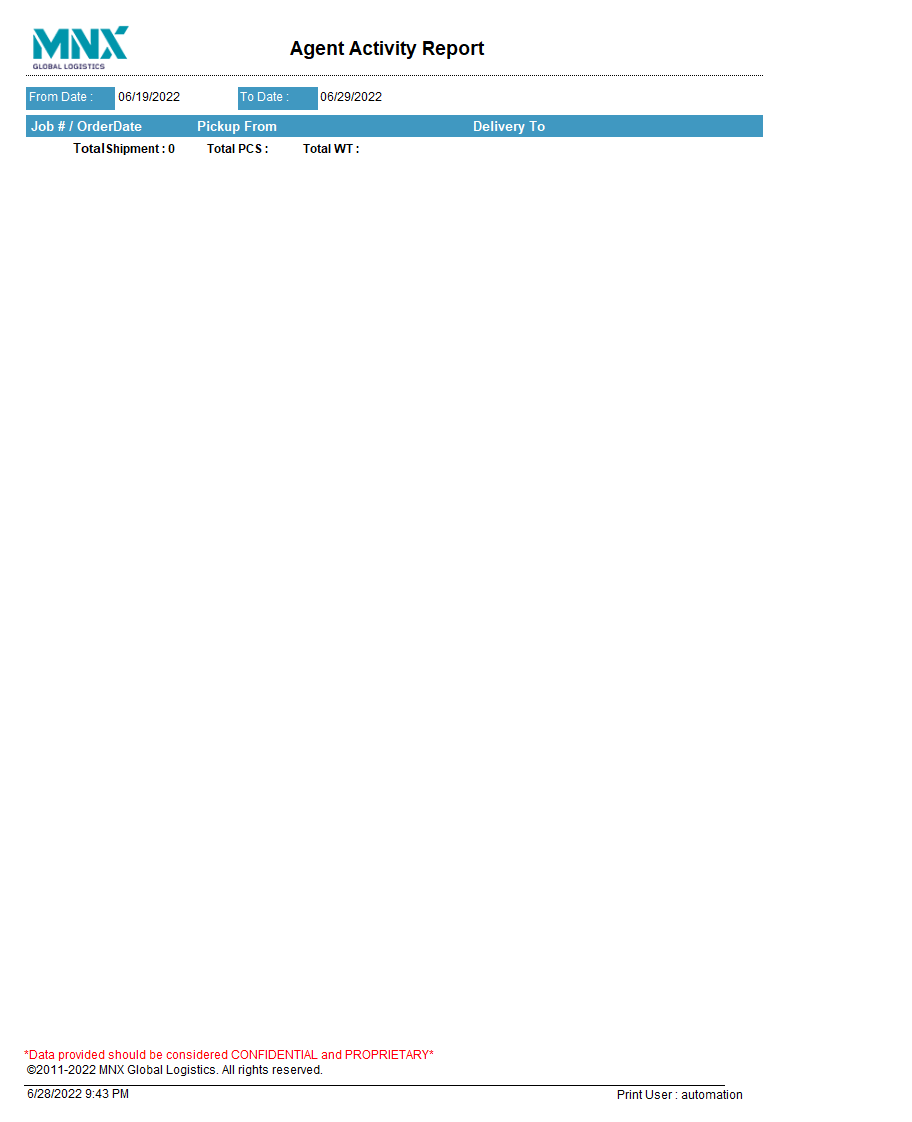 MNX
GLOBAL LOGISTICS
Agent Activity Report
From Date : 06/19/2022 To Date : 06/29/2022
Job # / OrderDate Pickup From Delivery To
Total Shipment : 0 Total PCS : Total WT :
*Data provided should be considered CONFIDENTIAL and PROPRIETARY*
©2011-2022 MNX Global Logistics. All rights reserved.
6/28/2022 9:43 PM Print User : automation